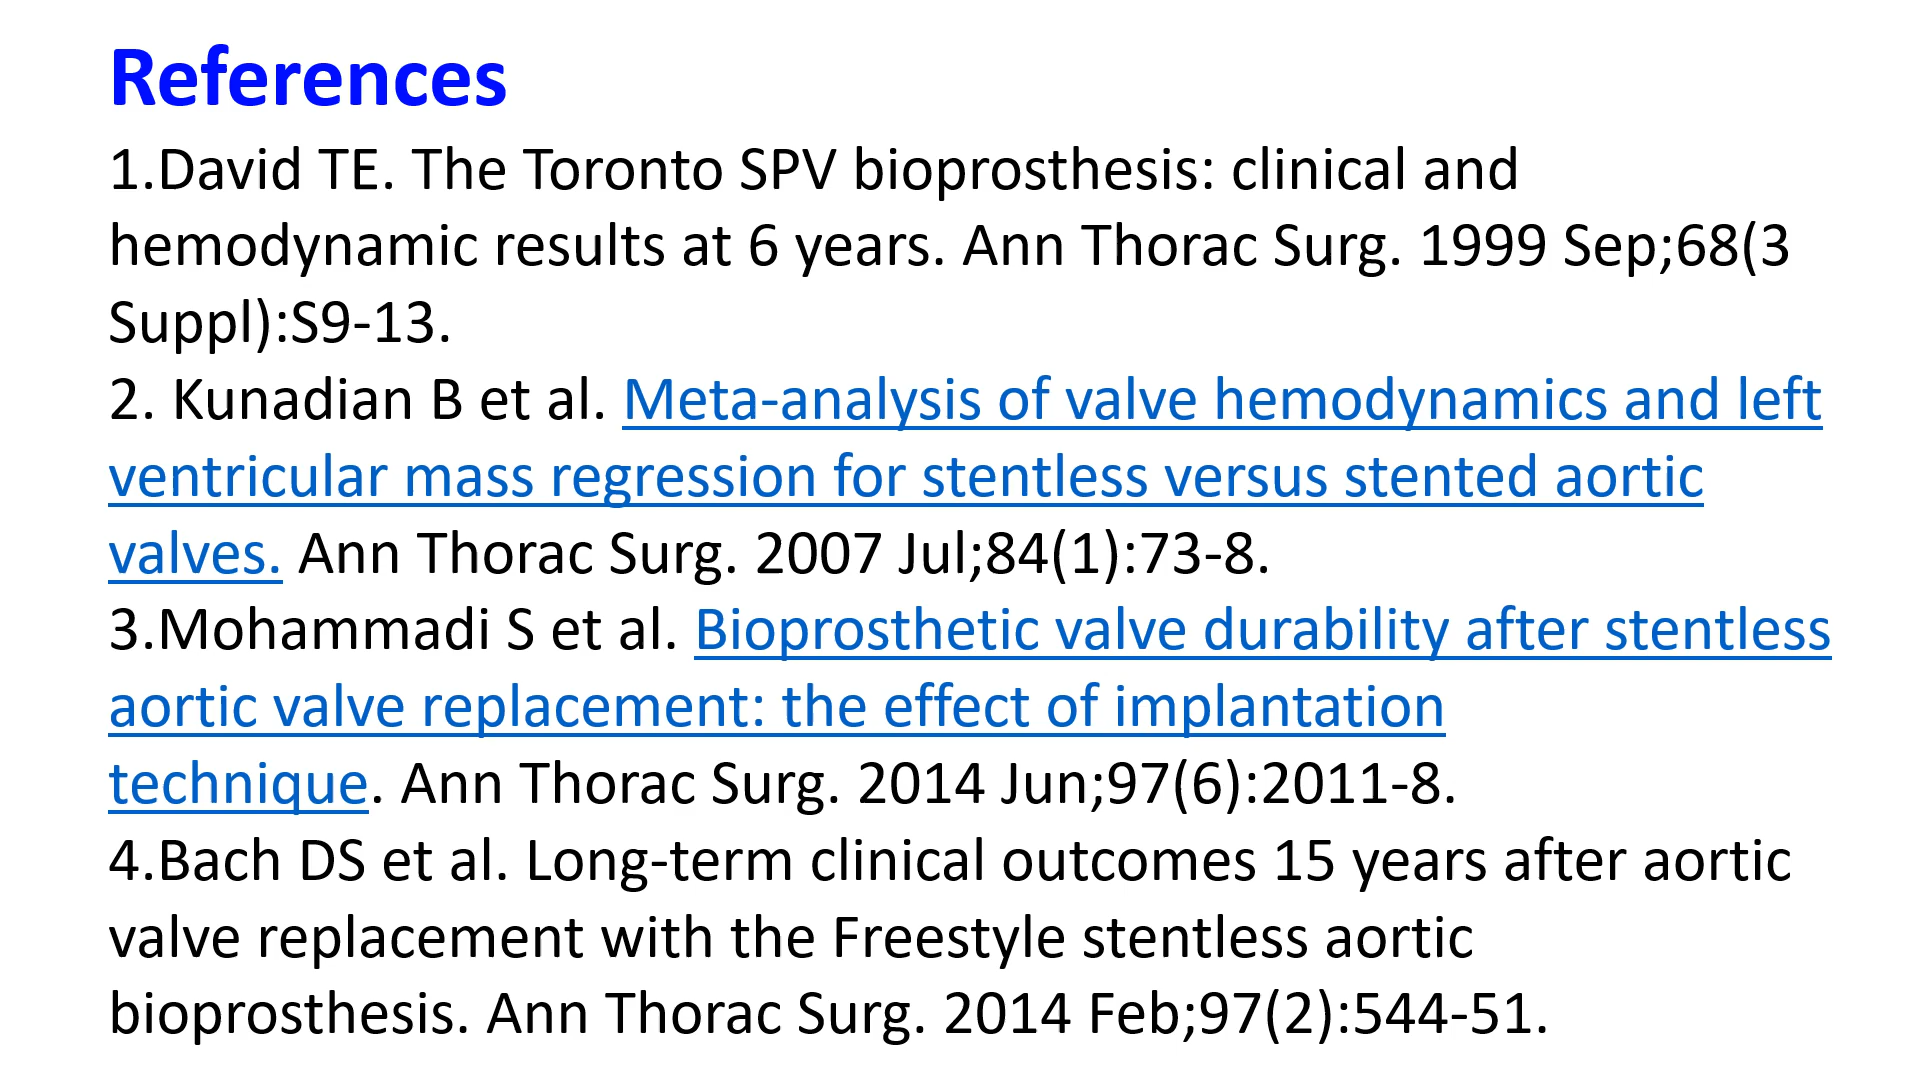 References
1.David TE. The Toronto SPV bioprosthesis: clinical and
hemodynamic results at 6 years. Ann Thorac Surg. 1999 Sep;68(3
Suppl):S9-13.
2. Kunadian B et al. Meta-analysis of valve hemodynamics and left
ventricular mass regression for stentless versus stented aortic
valves. Ann Thorac Surg. 2007 Jul;84(1):73-8.
3.Mohammadi S et al. Bioprosthetic valve durability after stentless
aortic valve replacement: the effect of implantation
technique. Ann Thorac Surg. 2014 Jun;97(6):2011-8.
4.Bach DS et al. Long-term clinical outcomes 15 years after aortic
valve replacement with the Freestyle stentless aortic
bioprosthesis. Ann Thorac Surg. 2014 Feb;97(2):544-51.